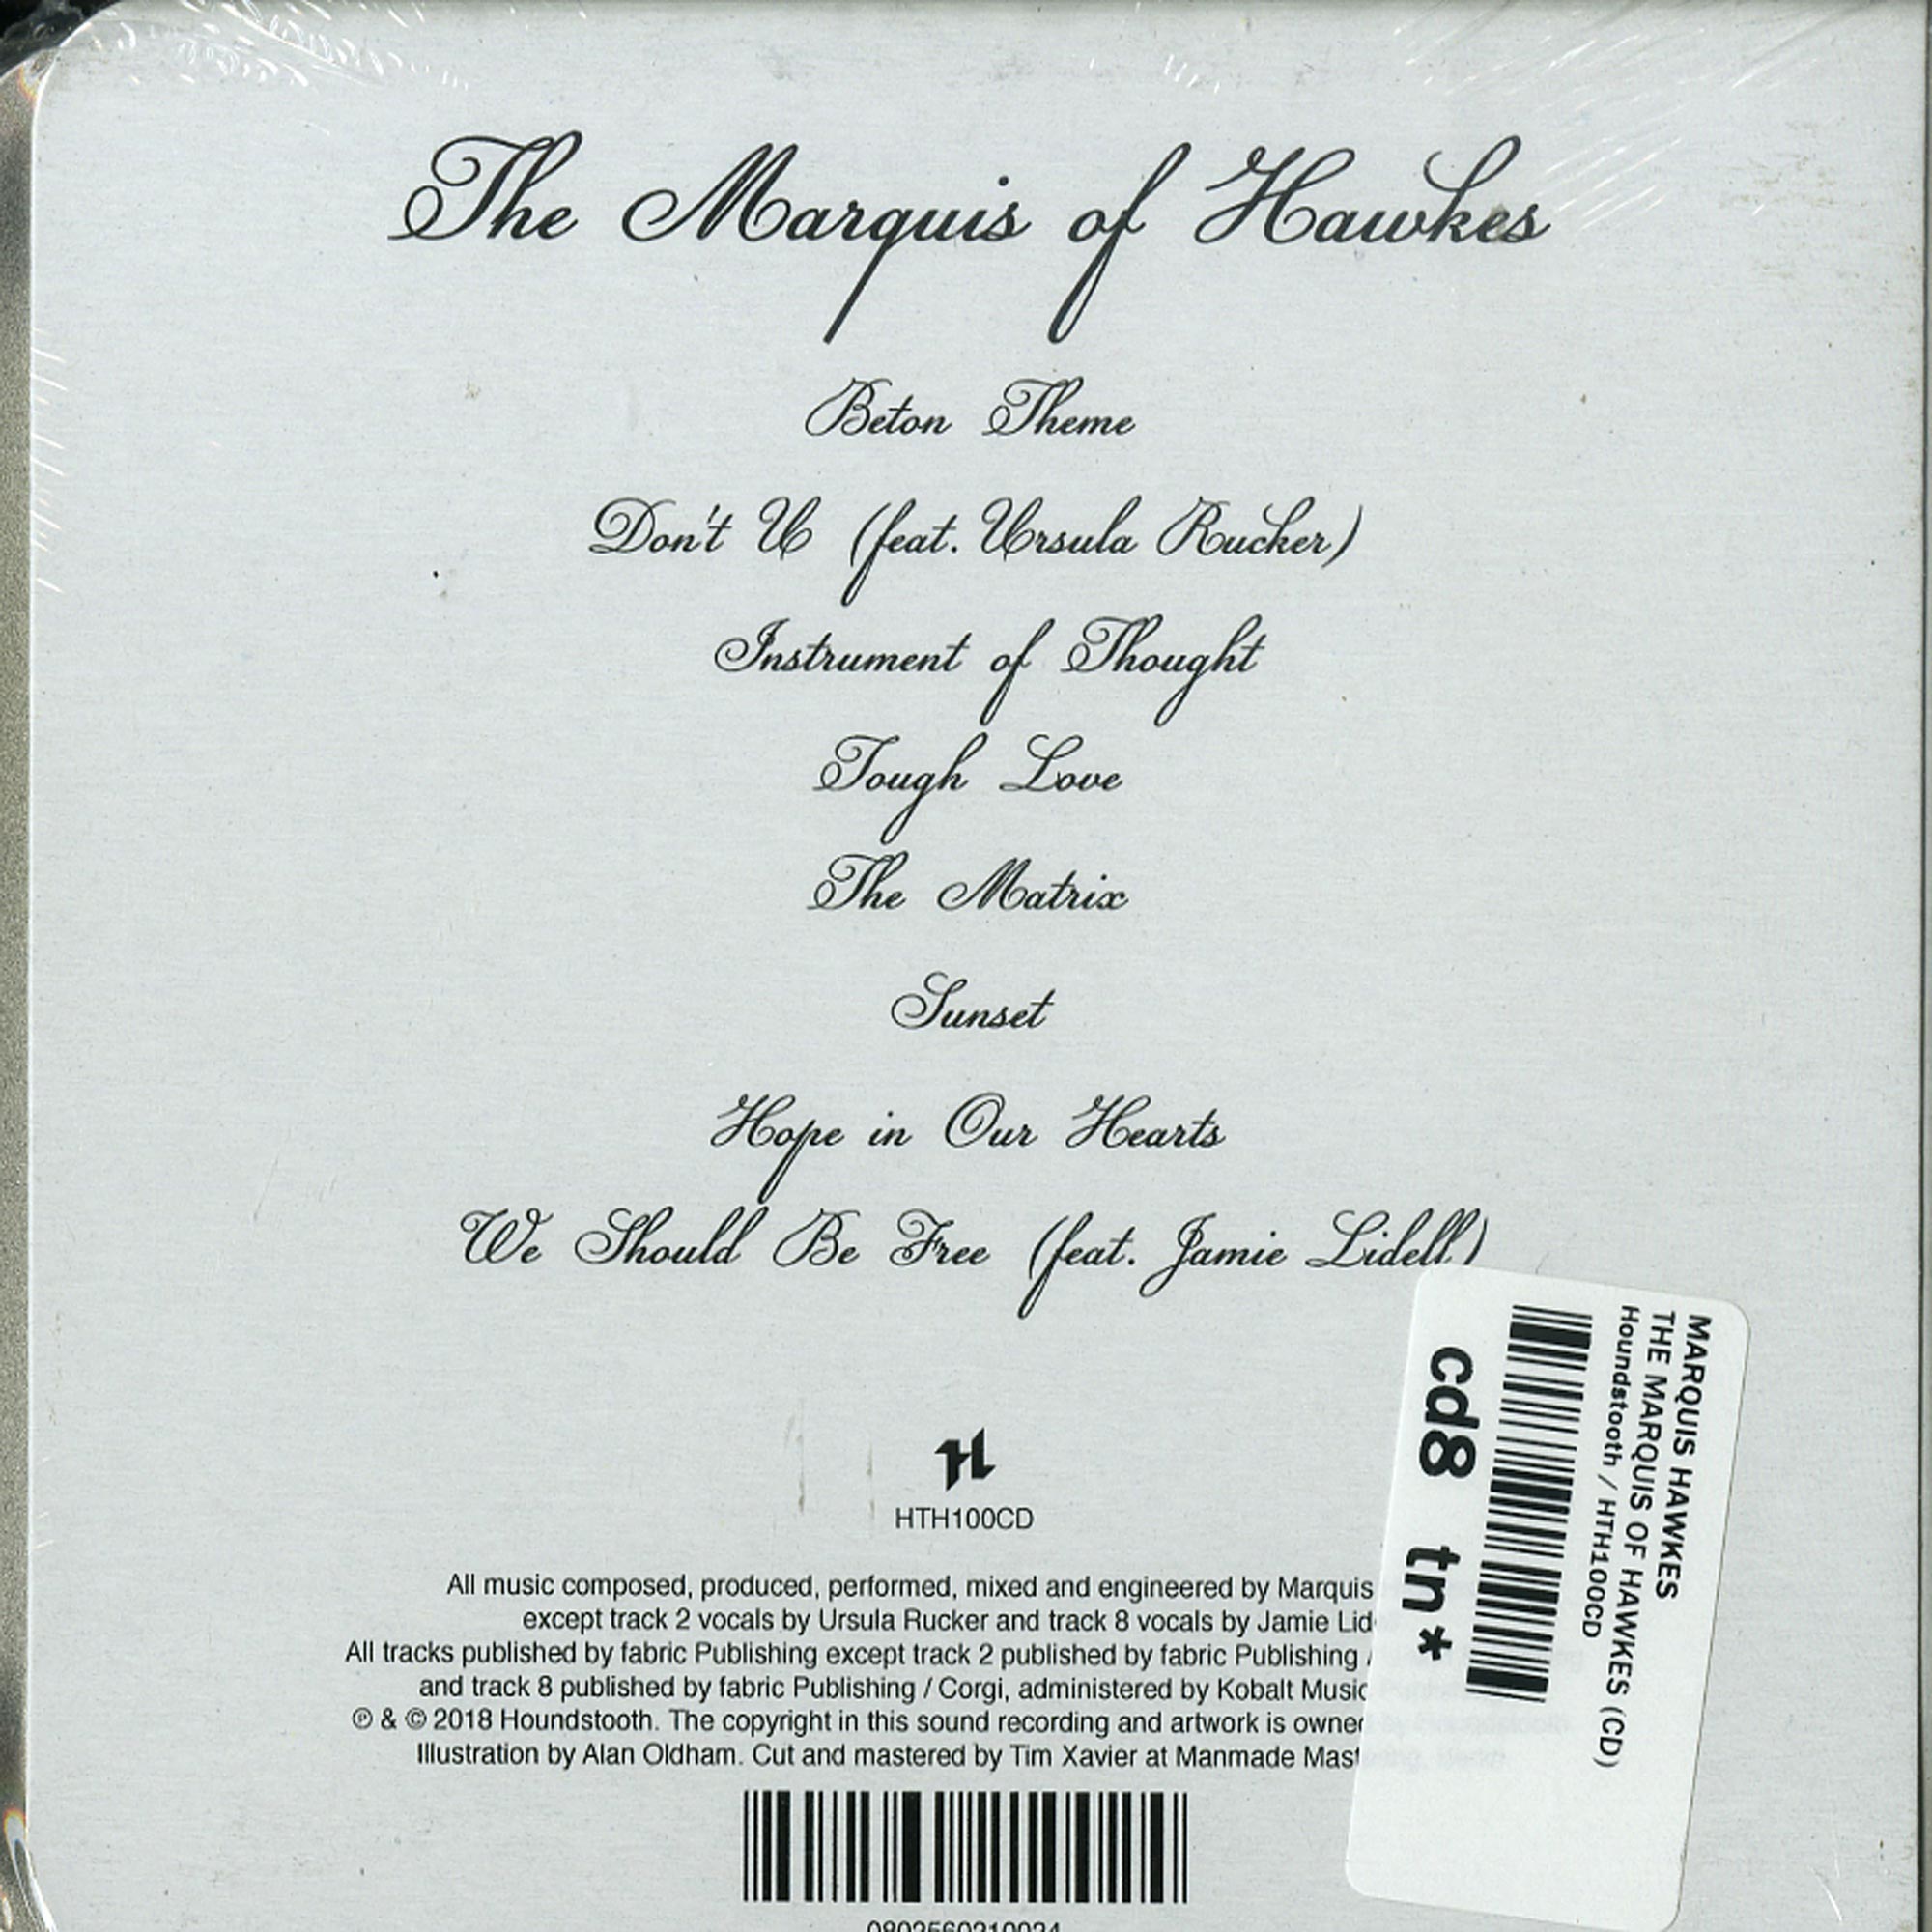 The Marquis of Hawkes
Beton Theme
Don't U (feat. Ursula Rucker)
Instrument of Thought
Tough Love
The Matrix
Sunset
Hope in Our Hearts
We Should Be Free (feat. Jamie Lidell)
HTH100CD
All music composed, produced, performed, mixed and engineered by Marquis
except track 2 vocals by Ursula Rucker and track 8 vocals by Jamie
All tracks published by fabric Publishing except track 2 published by fabric Publishing /
and track 8 published by fabric Publishing / Corgi, administered by Kobalt Music
℗ & © 2018 Houndstooth. The copyright in this sound recording and artwork is owned
Illustration by Alan Oldham. Cut and mastered by Tim Xavier at Manmade
MARQUIS HAWKES
THE MARQUIS OF HAWKES (CD)
Houndstooth / HTH100CD
cd8 tn*